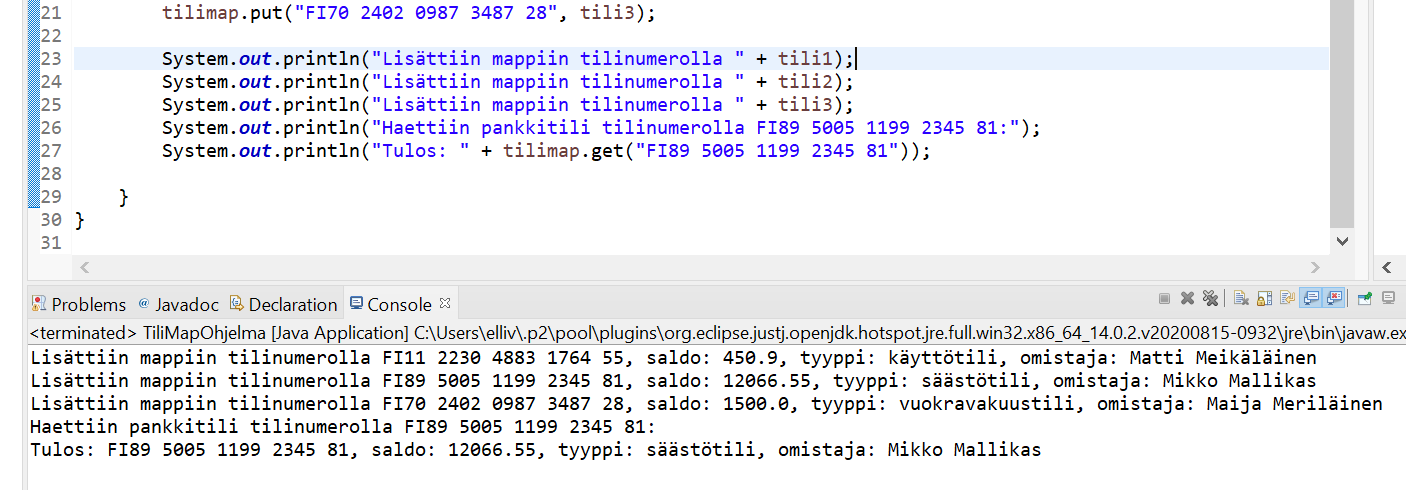 21 tilimap.put("FI70 2402 0987 3487 28", tili3);
22
23 System.out.println("Lisättiin mappiin tilinumerolla " + tili1);
24 System.out.println("Lisättiin mappiin tilinumerolla " + tili2);
25 System.out.println("Lisättiin mappiin tilinumerolla " + tili3);
26 System.out.println("Haettiin pankkitili tilinumerolla FI89 5005 1199 2345 81:");
27 System.out.println("Tulos: " + tilimap.get("FI89 5005 1199 2345 81"));
28
29 }
30 }
31
Problems @ Javadoc Declaration Console
<terminated> TiliMapOhjelma [Java Application] C:\Users\elliv\.p2\pool\plugins\org.eclipse.justj.openjdk.hotspot.jre.full.win32.x86_64_14.0.2.v20200815-0932\jre\bin\javaw.ex
Lisättiin mappiin tilinumerolla FI11 2230 4883 1764 55, saldo: 450.9, tyyppi: käyttötili, omistaja: Matti Meikäläinen
Lisättiin mappiin tilinumerolla FI89 5005 1199 2345 81, saldo: 12066.55, tyyppi: säästötili, omistaja: Mikko Mallikas
Lisättiin mappiin tilinumerolla FI70 2402 0987 3487 28, saldo: 1500.0, tyyppi: vuokravakuustili, omistaja: Maija Meriläinen
Haettiin pankkitili tilinumerolla FI89 5005 1199 2345 81:
Tulos: FI89 5005 1199 2345 81, saldo: 12066.55, tyyppi: säästötili, omistaja: Mikko Mallikas